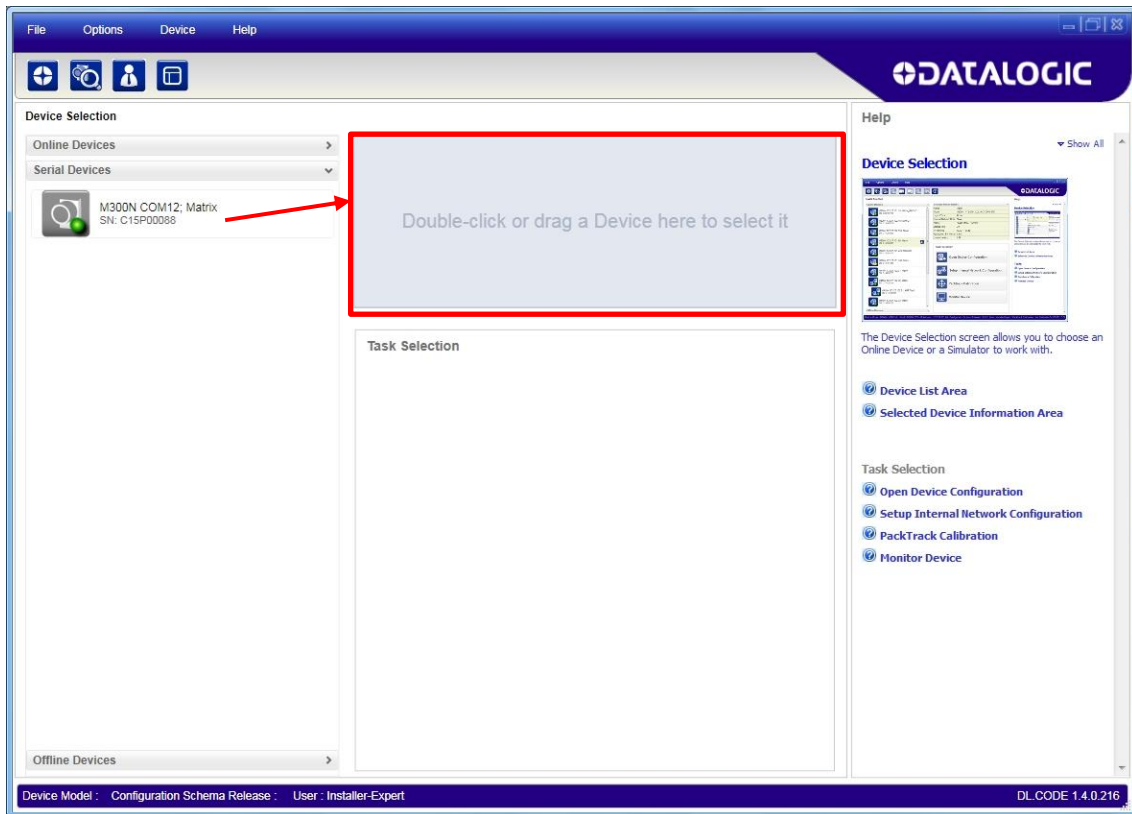 File Options Device Help
DATALOGIC
Device Selection
Online Devices
Serial Devices
M300N COM12; Matrix
SN: C15P00088
Offline Devices
Double-click or drag a Device here to select it
Task Selection
Help
Show All
Device Selection
The Device Selection screen allows you to choose an
Online Device or a Simulator to work with.
Device List Area
Selected Device Information Area
Task Selection
Open Device Configuration
Setup Internal Network Configuration
PackTrack Calibration
Monitor Device
Device Model : Configuration Schema Release : User : Installer-Expert DL.CODE 1.4.0.216